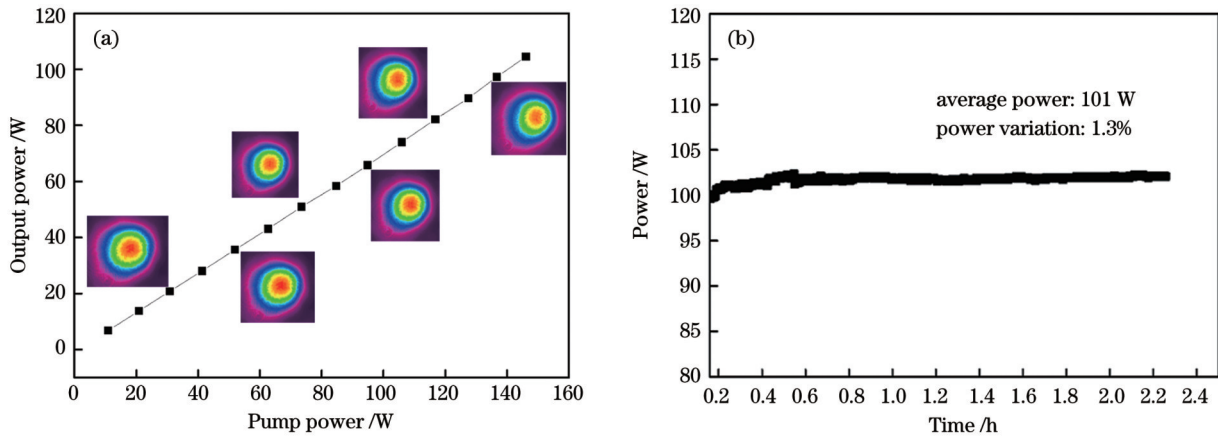 (a)
120
100
80
60
40
20
0
Output power /W
0 20 40 60 80 100 120 140 160
Pump power /W
(b)
120
115
110
105
100
95
90
85
80
Power /W
average power: 101 W
power variation: 1.3%
0.2 0.4 0.6 0.8 1.0 1.2 1.4 1.6 1.8 2.0 2.2 2.4
Time /h